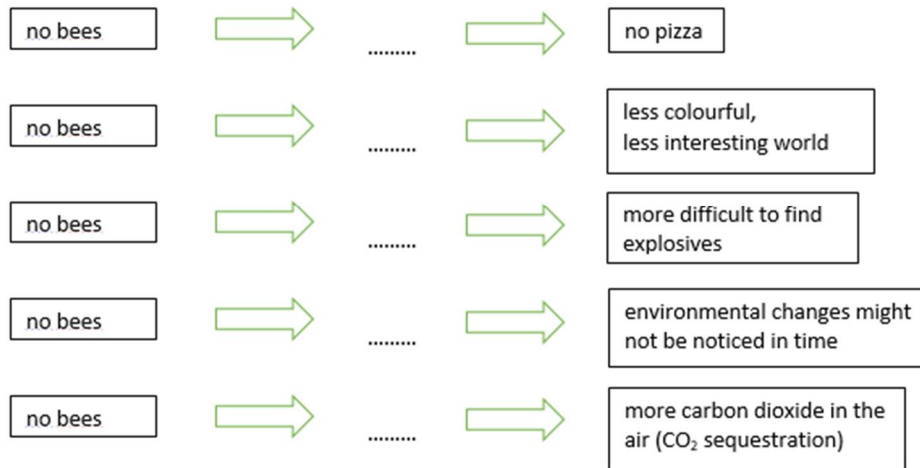 no bees ......... no pizza
no bees ......... less colourful,
less interesting world
no bees ......... more difficult to find
explosives
no bees ......... environmental changes might
not be noticed in time
no bees ......... more carbon dioxide in the
air (CO₂ sequestration)